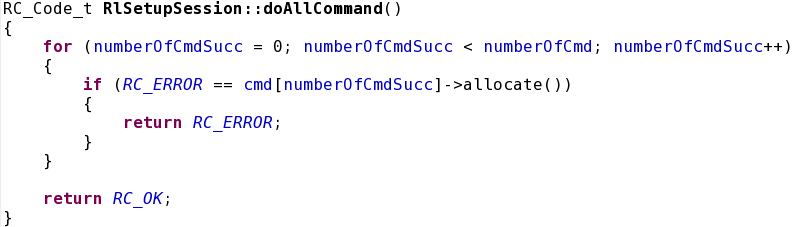 RC_Code_t RlSetupSession::doAllCommand()
{
    for (numberOfCmdSucc = 0; numberOfCmdSucc < numberOfCmd; numberOfCmdSucc++)
    {
        if (RC_ERROR == cmd[numberOfCmdSucc]->allocate())
        {
            return RC_ERROR;
        }
    }

    return RC_OK;
}